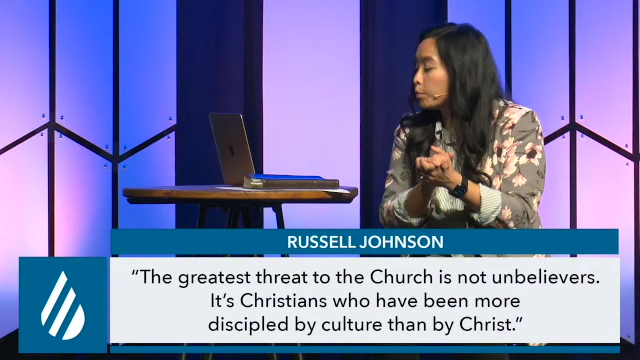 RUSSELL JOHNSON
“The greatest threat to the Church is not unbelievers.
It’s Christians who have been more
discipled by culture than by Christ.”